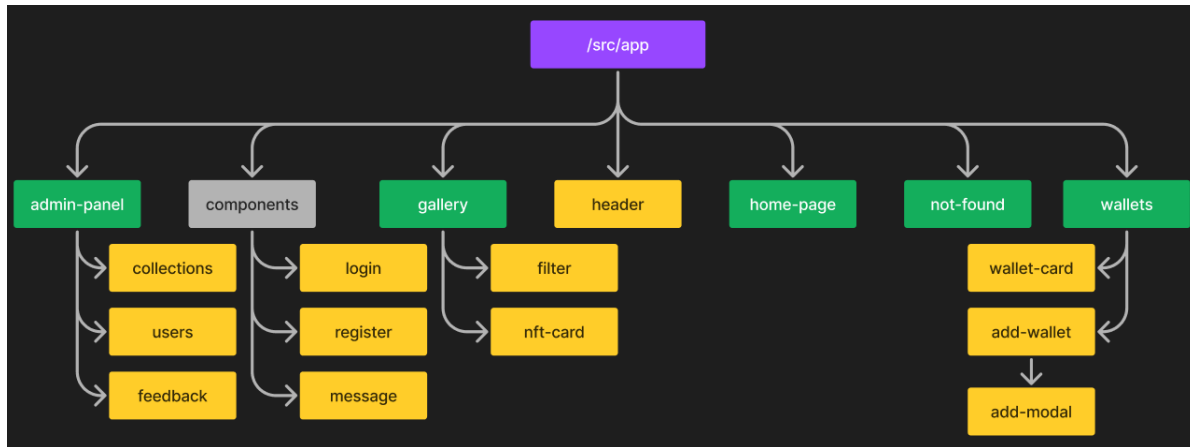 /src/app
admin-panel
components
gallery
header
home-page
not-found
wallets
collections
login
filter
wallet-card
users
register
nft-card
add-wallet
feedback
message
add-modal